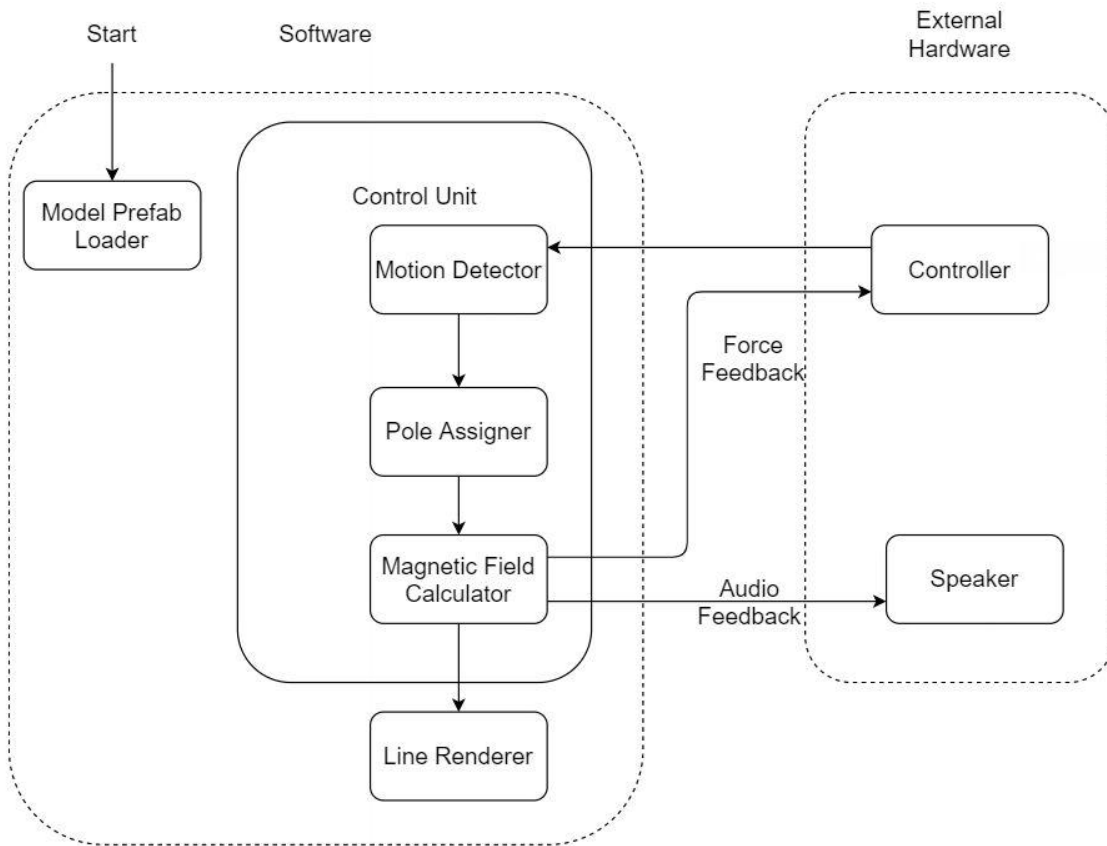 Start
Software
External
Hardware
Model Prefab
Loader
Control Unit
Motion Detector
Controller
Force
Feedback
Pole Assigner
Magnetic Field
Calculator
Audio
Feedback
Speaker
Line Renderer